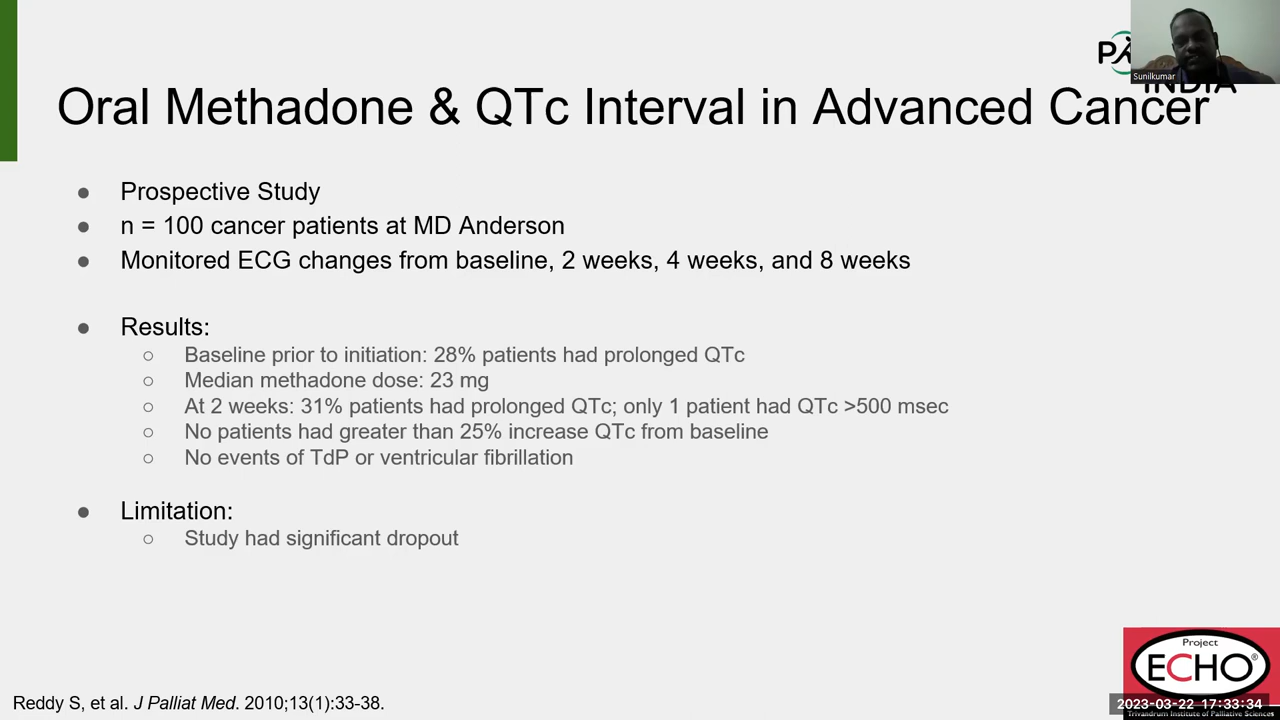 Sunilkumar
INDIA
Oral Methadone & QTc Interval in Advanced Cancer
● Prospective Study
● n = 100 cancer patients at MD Anderson
● Monitored ECG changes from baseline, 2 weeks, 4 weeks, and 8 weeks
● Results:
○ Baseline prior to initiation: 28% patients had prolonged QTc
○ Median methadone dose: 23 mg
○ At 2 weeks: 31% patients had prolonged QTc; only 1 patient had QTc >500 msec
○ No patients had greater than 25% increase QTc from baseline
○ No events of TdP or ventricular fibrillation
● Limitation:
○ Study had significant dropout
Project
ECHO®
Reddy S, et al. J Palliat Med. 2010;13(1):33-38.
2023-03-22 17:33:34
Trivandrum Institute of Palliative Sciences